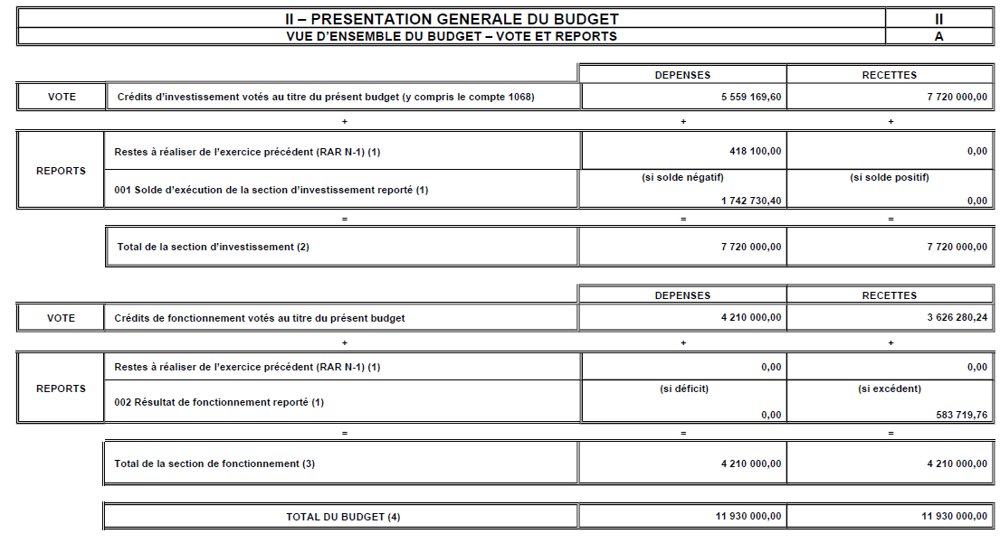 II – PRESENTATION GENERALE DU BUDGET II
VUE D’ENSEMBLE DU BUDGET – VOTE ET REPORTS A
DEPENSES RECETTES
VOTE Crédits d’investissement votés au titre du présent budget (y compris le compte 1068) 5 559 169,60 7 720 000,00
+ + +
REPORTS
Restes à réaliser de l’exercice précédent (RAR N-1) (1) 418 100,00 0,00
001 Solde d’exécution de la section d’investissement reporté (1)
(si solde négatif) (si solde positif)
1 742 730,40 0,00
= = =
Total de la section d’investissement (2) 7 720 000,00 7 720 000,00
DEPENSES RECETTES
VOTE Crédits de fonctionnement votés au titre du présent budget 4 210 000,00 3 626 280,24
+ + +
REPORTS
Restes à réaliser de l’exercice précédent (RAR N-1) (1) 0,00 0,00
002 Résultat de fonctionnement reporté (1)
(si déficit) (si excédent)
0,00 583 719,76
= = =
Total de la section de fonctionnement (3) 4 210 000,00 4 210 000,00
TOTAL DU BUDGET (4) 11 930 000,00 11 930 000,00